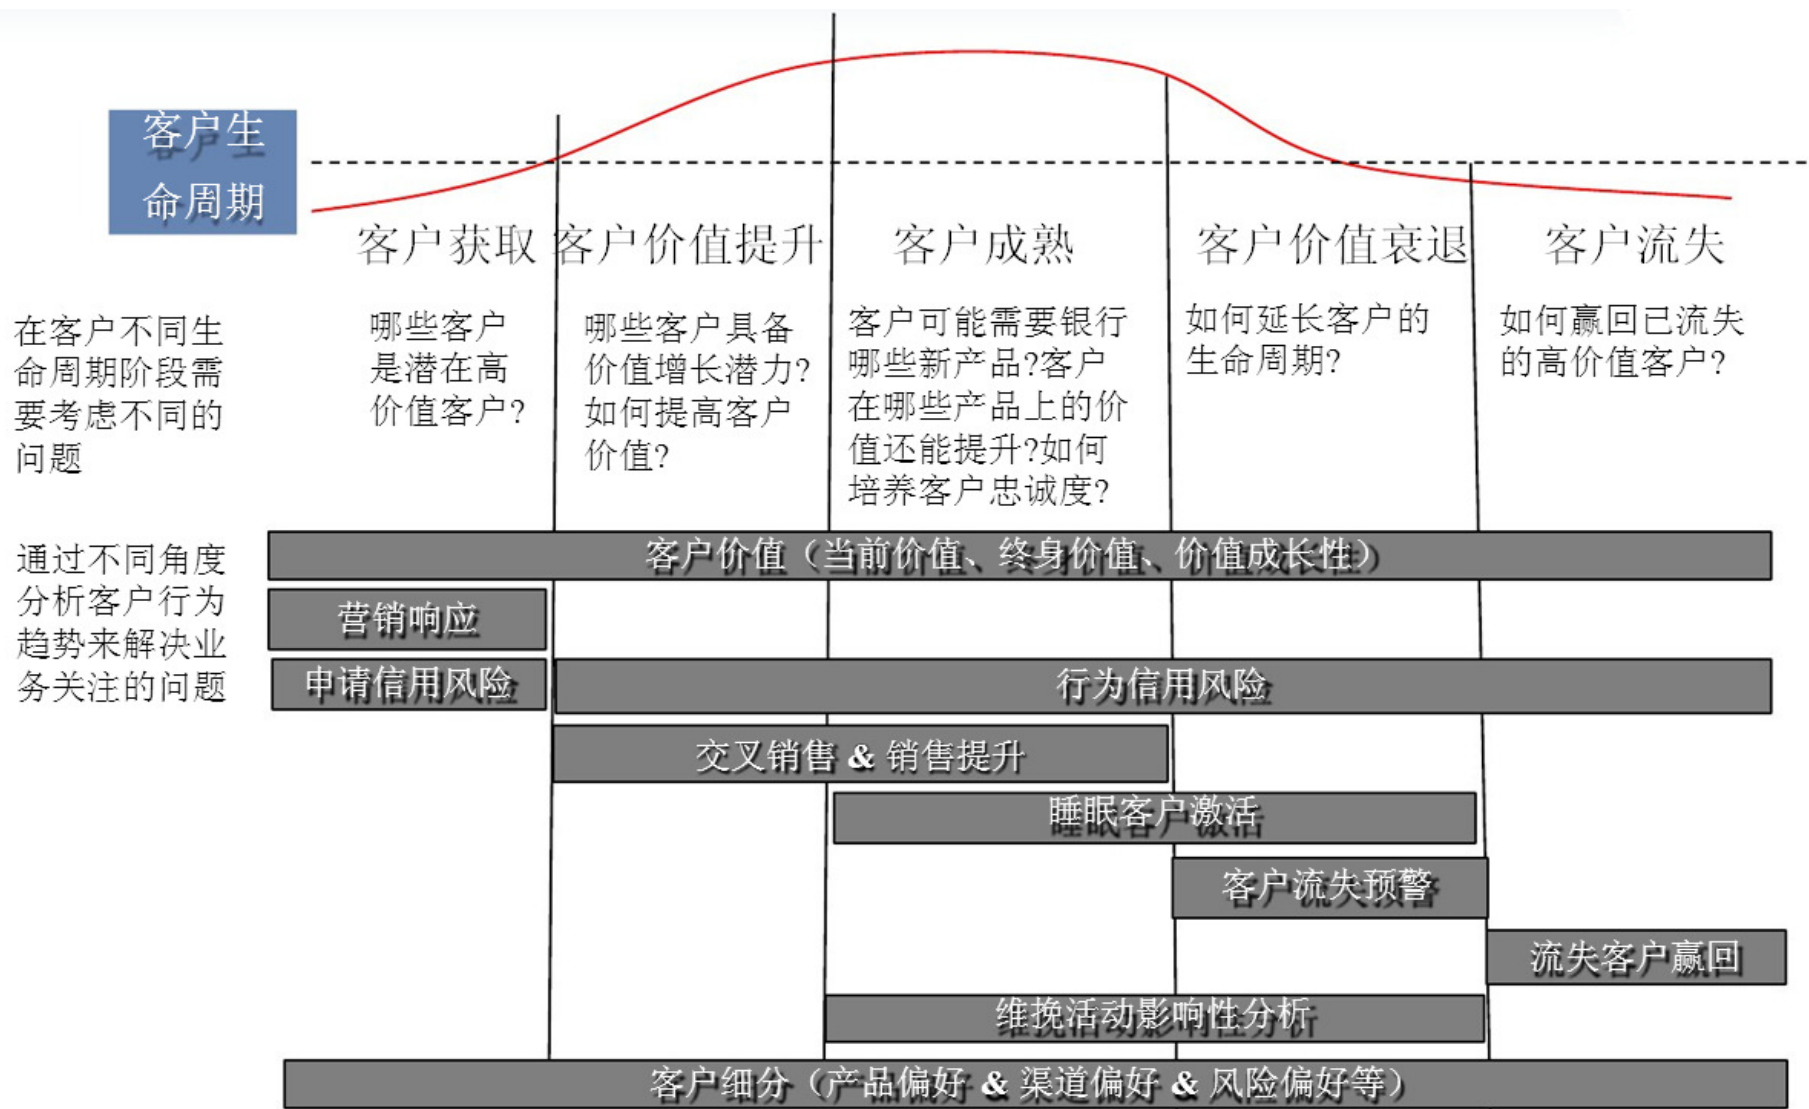 客户生
命周期
客户获取
客户价值提升
客户成熟
客户价值衰退
客户流失
在客户不同生
命周期阶段需
要考虑不同的
问题
哪些客户
是潜在高
价值客户?
哪些客户具备
价值增长潜力?
如何提高客户
价值?
客户可能需要银行
哪些新产品?客户
在哪些产品上的价
值还能提升?如何
培养客户忠诚度?
如何延长客户的
生命周期?
如何赢回已流失
的高价值客户?
通过不同角度
分析客户行为
趋势来解决业
务关注的问题
客户价值（当前价值、终身价值、价值成长性）
营销响应
申请信用风险
行为信用风险
交叉销售 & 销售提升
睡眠客户激活
客户流失预警
流失客户赢回
维挽活动影响性分析
客户细分（产品偏好 & 渠道偏好 & 风险偏好等）